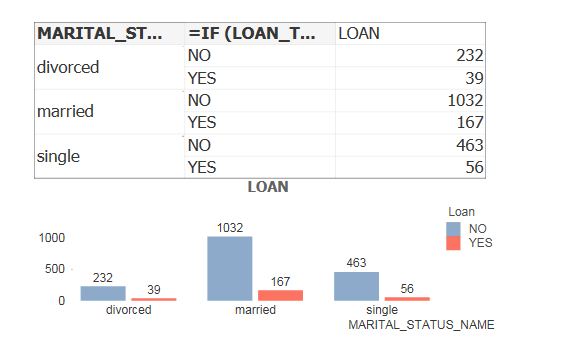 MARITAL_ST... =IF (LOAN_T... LOAN
divorced NO 232
YES 39
married NO 1032
YES 167
single NO 463
YES 56
LOAN
Loan
NO
YES
1000
500
0
232 39 1032 167 463 56
divorced married single
MARITAL_STATUS_NAME